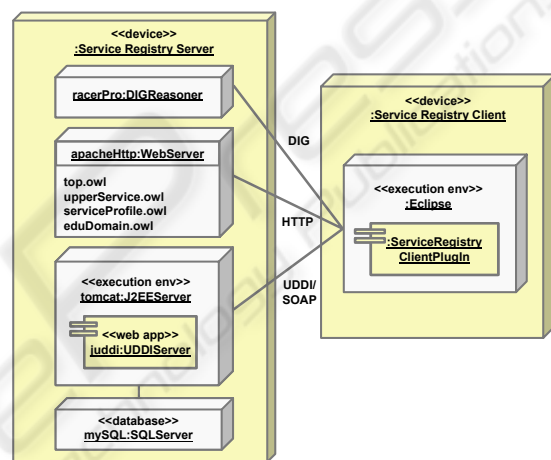 <<device>>
:Service Registry Server
racerPro:DIGReasoner
apacheHttp:WebServer
top.owl
upperService.owl
serviceProfile.owl
eduDomain.owl
<<execution env>>
tomcat:J2EEServer
<<web app>>
juddi:UDDIServer
<<database>>
mySQL:SQLServer
DIG
HTTP
UDDI/
SOAP
<<device>>
:Service Registry Client
<<execution env>>
:Eclipse
:ServiceRegistry
ClientPlugIn